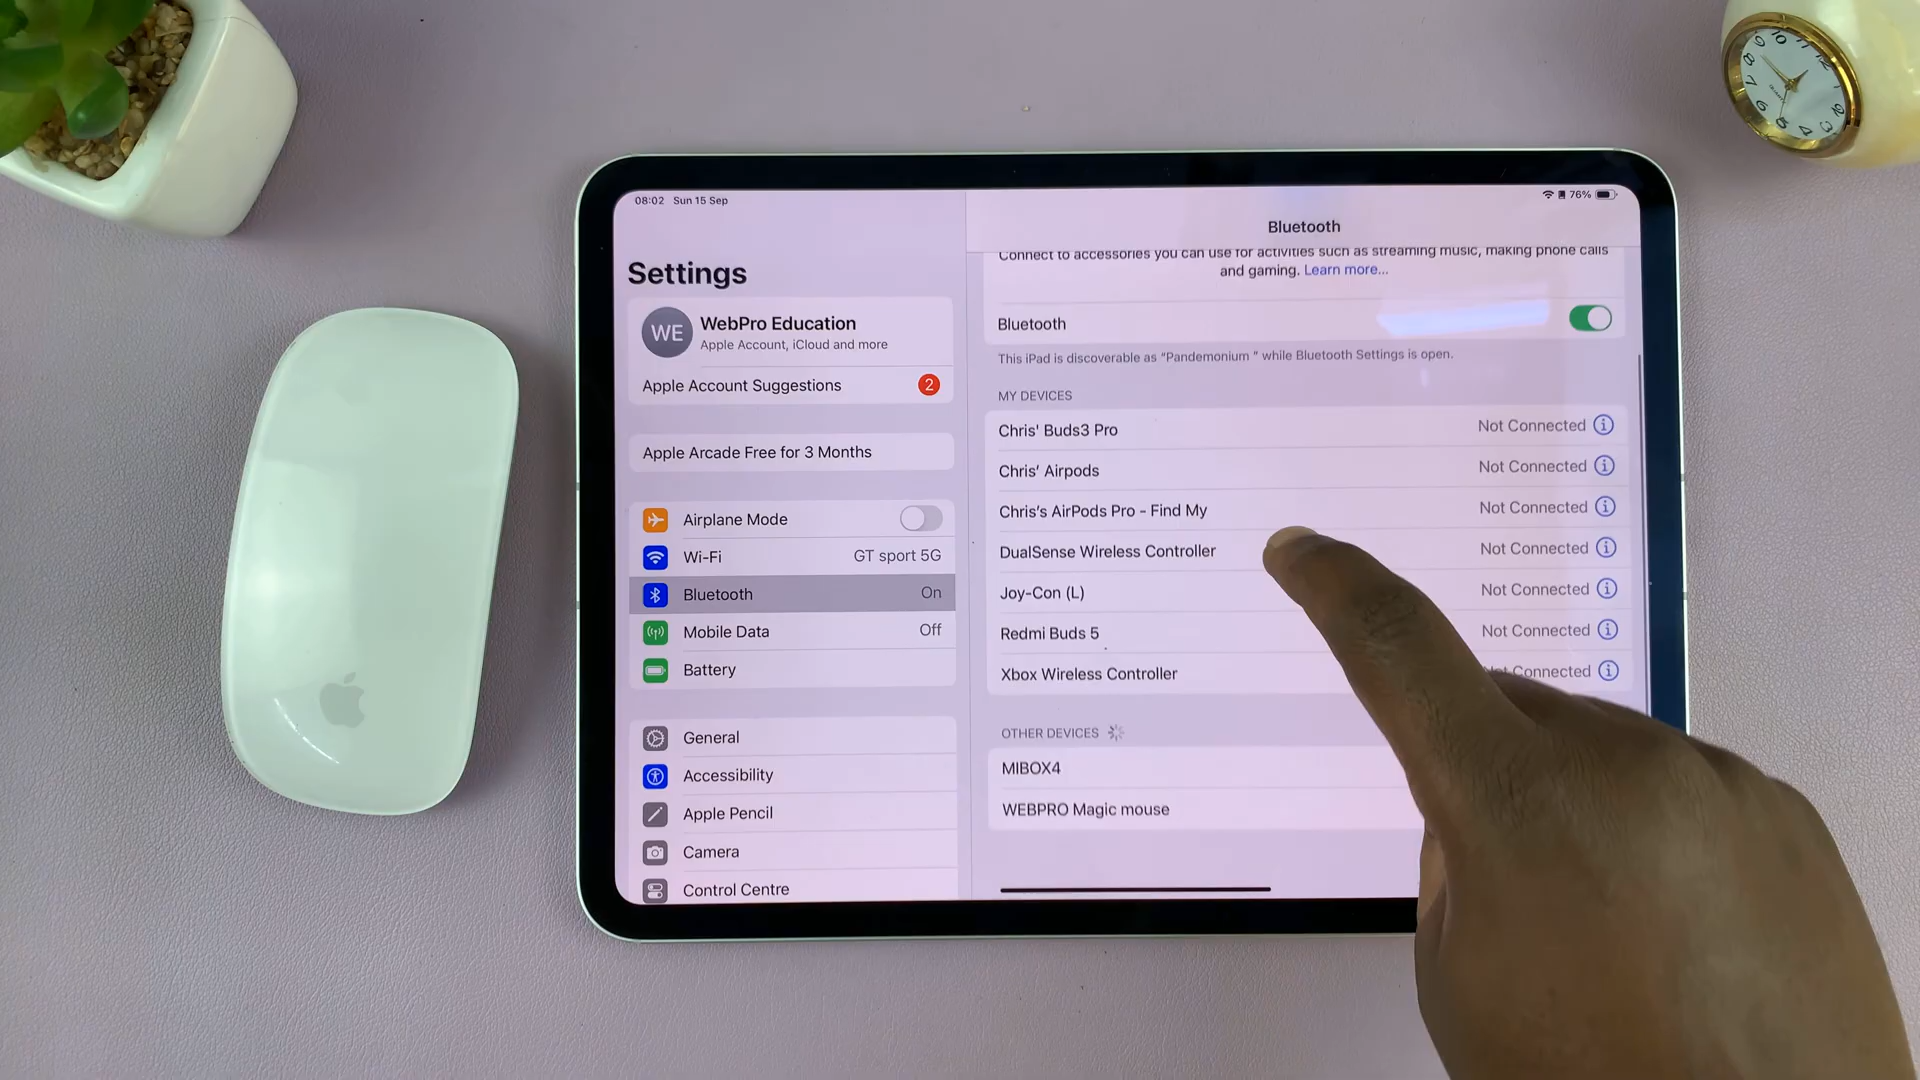 08:02 Sun 15 Sep
76%
Settings
WE
WebPro Education
Apple Account, iCloud and more
Apple Account Suggestions 2
Apple Arcade Free for 3 Months
Airplane Mode
Wi-Fi GT sport 5G
Bluetooth On
Mobile Data Off
Battery
General
Accessibility
Apple Pencil
Camera
Control Centre
Bluetooth
Connect to accessories you can use for activities such as streaming music, making phone calls
and gaming. Learn more...
Bluetooth
This iPad is discoverable as “Pandemonium ” while Bluetooth Settings is open.
MY DEVICES
Chris' Buds3 Pro Not Connected
Chris’ Airpods Not Connected
Chris’s AirPods Pro - Find My Not Connected
DualSense Wireless Controller Not Connected
Joy-Con (L) Not Connected
Redmi Buds 5 Not Connected
Xbox Wireless Controller Connected
OTHER DEVICES
MIBOX4
WEBPRO Magic mouse